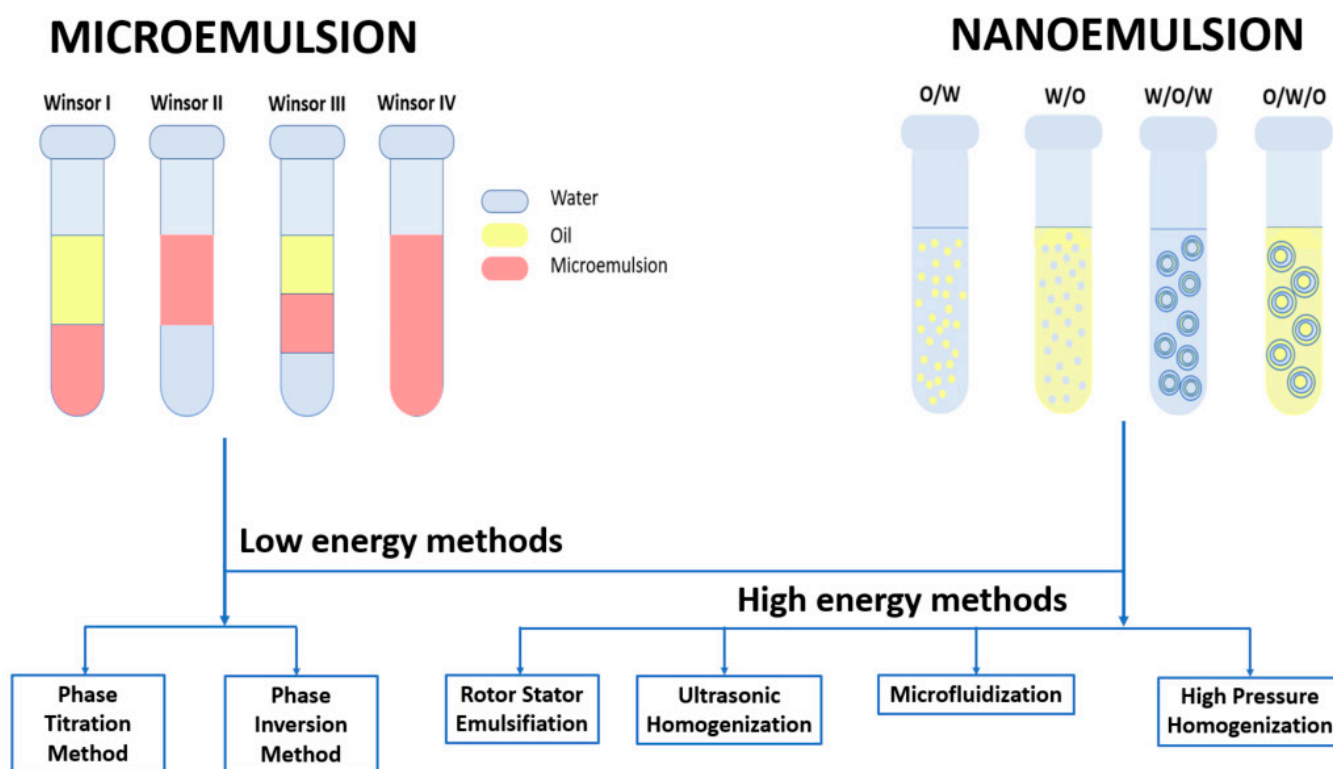 MICROEMULSION
NANOEMULSION
Winsor I
Winsor II
Winsor III
Winsor IV
O/W
W/O
W/O/W
O/W/O
Water
Oil
Microemulsion
Low energy methods
High energy methods
Phase
Titration
Method
Phase
Inversion
Method
Rotor Stator
Emulsifiation
Ultrasonic
Homogenization
Microfluidization
High Pressure
Homogenization